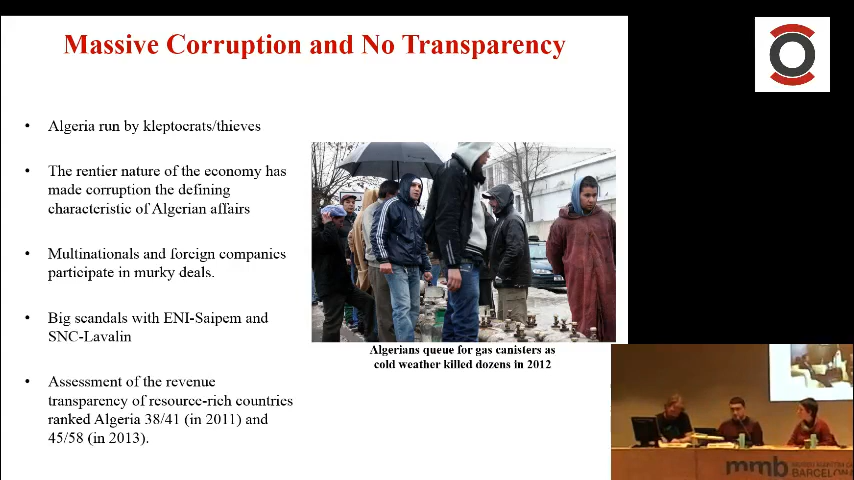 Massive Corruption and No Transparency
• Algeria run by kleptocrats/thieves
• The rentier nature of the economy has
made corruption the defining
characteristic of Algerian affairs
• Multinationals and foreign companies
participate in murky deals.
• Big scandals with ENI-Saipem and
SNC-Lavalin
• Assessment of the revenue
transparency of resource-rich countries
ranked Algeria 38/41 (in 2011) and
45/58 (in 2013).
Algerians queue for gas canisters as
cold weather killed dozens in 2012
mmb
BARCELONA